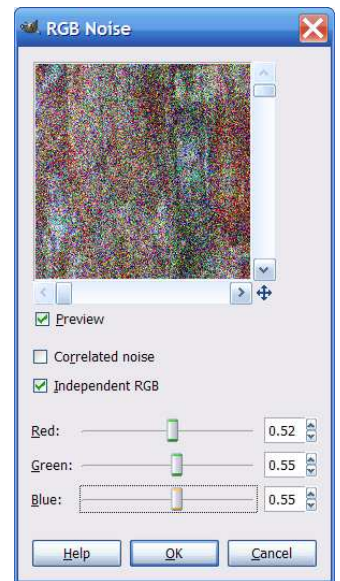 RGB Noise
Preview
Correlated noise
Independent RGB
Red: 0.52
Green: 0.55
Blue: 0.55
Help OK Cancel